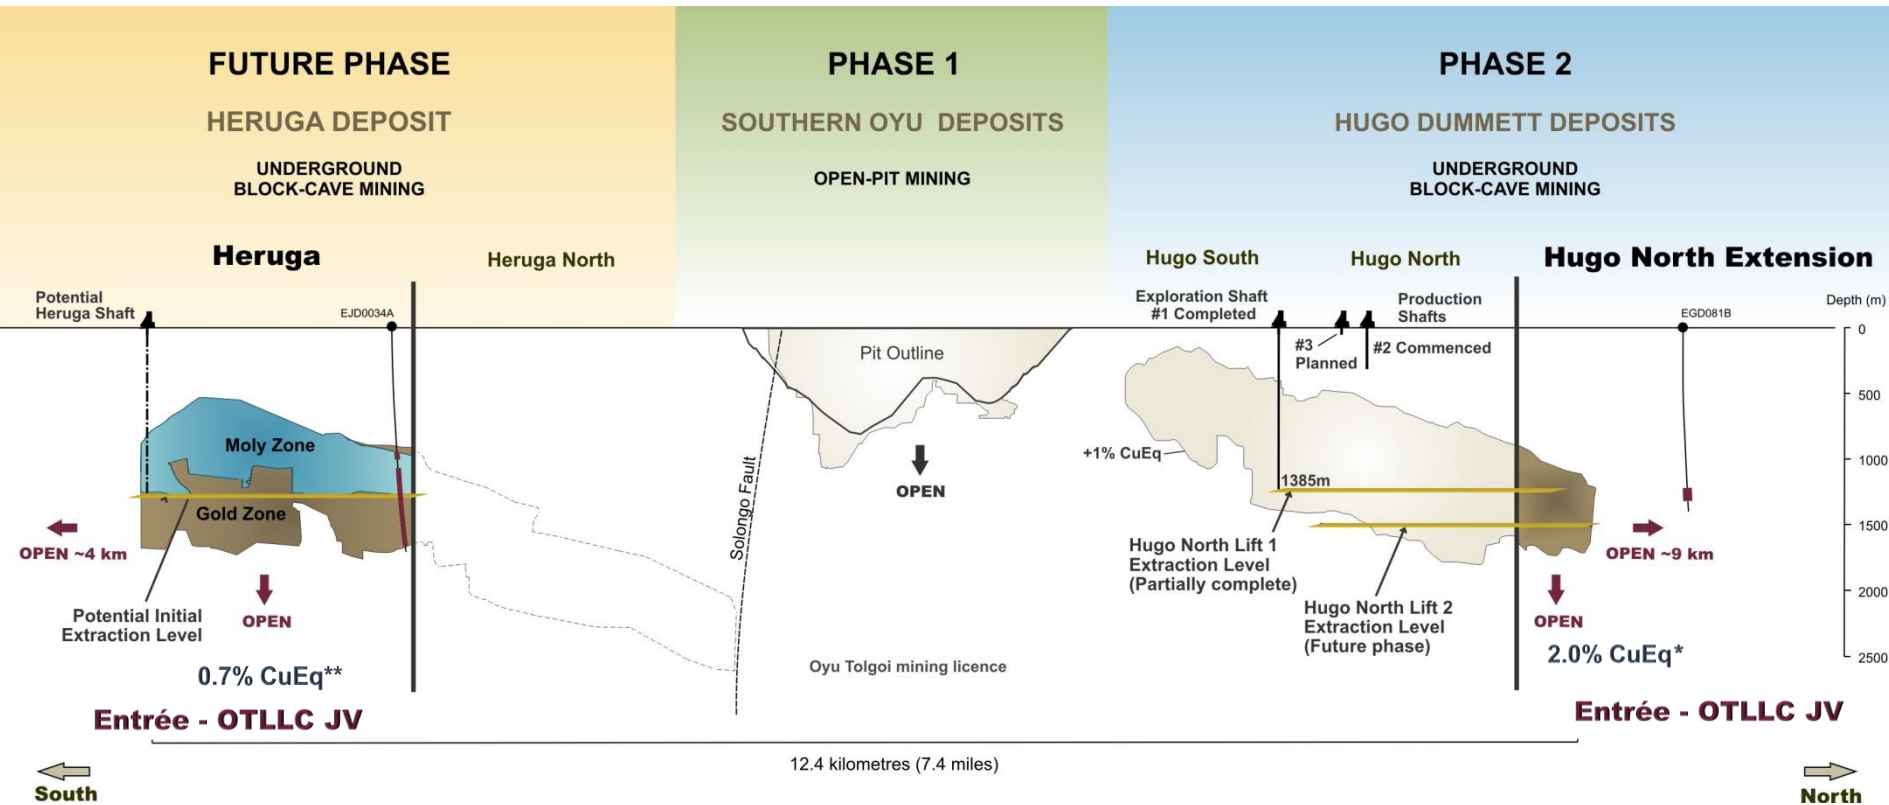 FUTURE PHASE
HERUGA DEPOSIT
UNDERGROUND
BLOCK-CAVE MINING
PHASE 1
SOUTHERN OYU DEPOSITS
OPEN-PIT MINING
PHASE 2
HUGO DUMMETT DEPOSITS
UNDERGROUND
BLOCK-CAVE MINING
Heruga
Heruga North
Hugo South
Hugo North
Hugo North Extension
Potential
Heruga Shaft
EJD0034A
Exploration Shaft
#1 Completed
Production
Shafts
EGD081B
Depth (m)
0
500
1000
1500
2000
2500
#3
Planned
#2 Commenced
Pit Outline
Moly Zone
Gold Zone
+1% CuEq
1385m
OPEN
Solongo Fault
OPEN ~4 km
OPEN
Potential Initial
Extraction Level
Hugo North Lift 1
Extraction Level
(Partially complete)
Hugo North Lift 2
Extraction Level
(Future phase)
OPEN ~9 km
OPEN
0.7% CuEq**
Oyu Tolgoi mining licence
2.0% CuEq*
Entrée - OTLLC JV
Entrée - OTLLC JV
12.4 kilometres (7.4 miles)
South
North